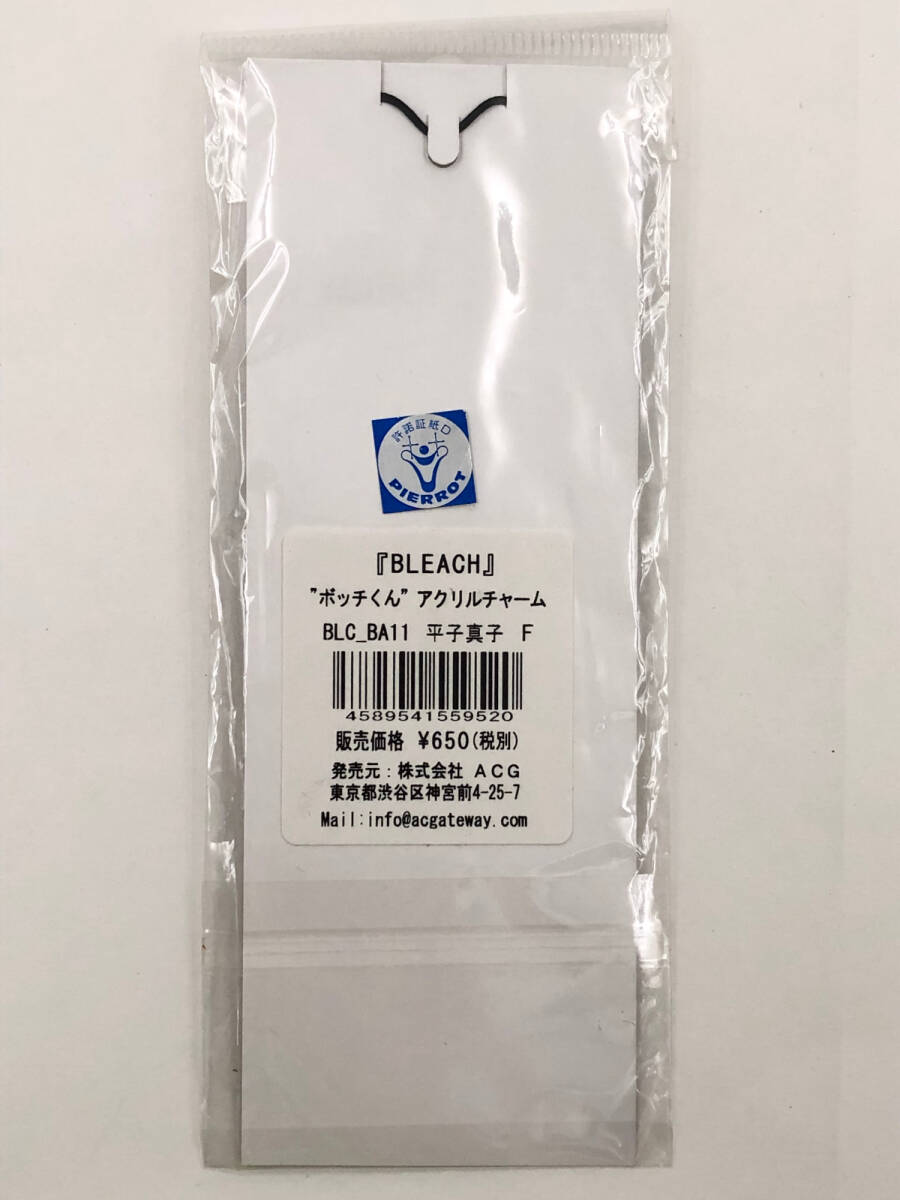 許諾証紙D
PIERROT
『BLEACH』
”ボッチくん” アクリルチャーム
BLC_BA11 平子真子 F
4589541559520
販売価格 ¥650(税別)
発売元:株式会社 ACG
東京都渋谷区神宮前4-25-7
Mail:info@acgateway.com